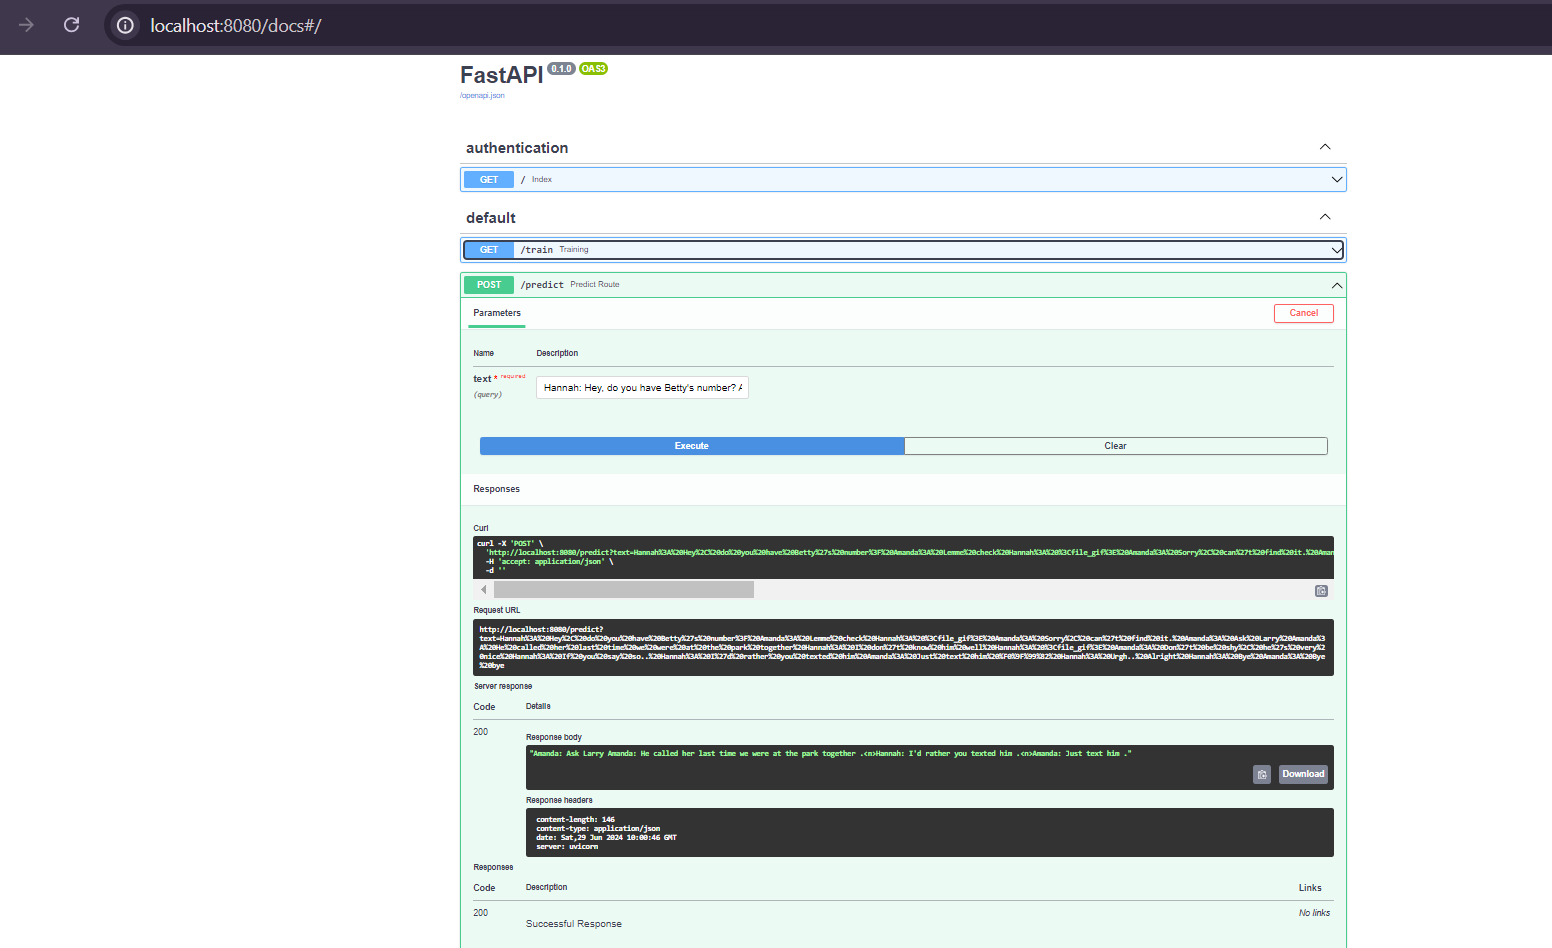 localhost:8080/docs#/
FastAPI 0.1.0 OAS3
/openapi.json
authentication
GET / Index
default
GET /train Training
POST /predict Predict Route
Parameters Cancel
Name Description
text * required
(query)
Hannah: Hey, do you have Betty's number? A
Execute Clear
Responses
Curl
curl -X 'POST' \
'http://localhost:8080/predict?text=Hannah%3A%20Hey%2C%20do%20you%20have%20Betty%27s%20number%3F%20Amanda%3A%20Lemme%20check%20Hannah%3A%20%3Cfile_gif%3E%20Amanda%3A%20Sorry%2C%20can%27t%20find%20it.%20Aman
-H 'accept: application/json' \
-d ''
Request URL
http://localhost:8080/predict?
text=Hannah%3A%20Hey%2C%20do%20you%20have%20Betty%27s%20number%3F%20Amanda%3A%20Lemme%20check%20Hannah%3A%20%3Cfile_gif%3E%20Amanda%3A%20Sorry%2C%20can%27t%20find%20it.%20Amanda%3A%20Ask%20Larry%20Amanda%3
A%20He%20called%20her%20last%20time%20we%20were%20at%20the%20park%20together%20Hannah%3A%20I%20don%27t%20know%20him%20well%20Hannah%3A%20%3Cfile_gif%3E%20Amanda%3A%20Don%27t%20be%20shy%2C%20he%27s%20very%2
0nice%20Hannah%3A%20If%20you%20say%20so..%20Hannah%3A%20I%27d%20rather%20you%20texted%20him%20Amanda%3A%20Just%20text%20him%20%F0%9F%99%82%20Hannah%3A%20Urgh..%20Alright%20Hannah%3A%20Bye%20Amanda%3A%20Bye
%20bye
Server response
Code Details
200
Response body
"Amanda: Ask Larry Amanda: He called her last time we were at the park together .<n>Hannah: I'd rather you texted him .<n>Amanda: Just text him ."
Download
Response headers
content-length: 146
content-type: application/json
date: Sat,29 Jun 2024 10:00:46 GMT
server: uvicorn
Responses
Code Description Links
200 No links
Successful Response